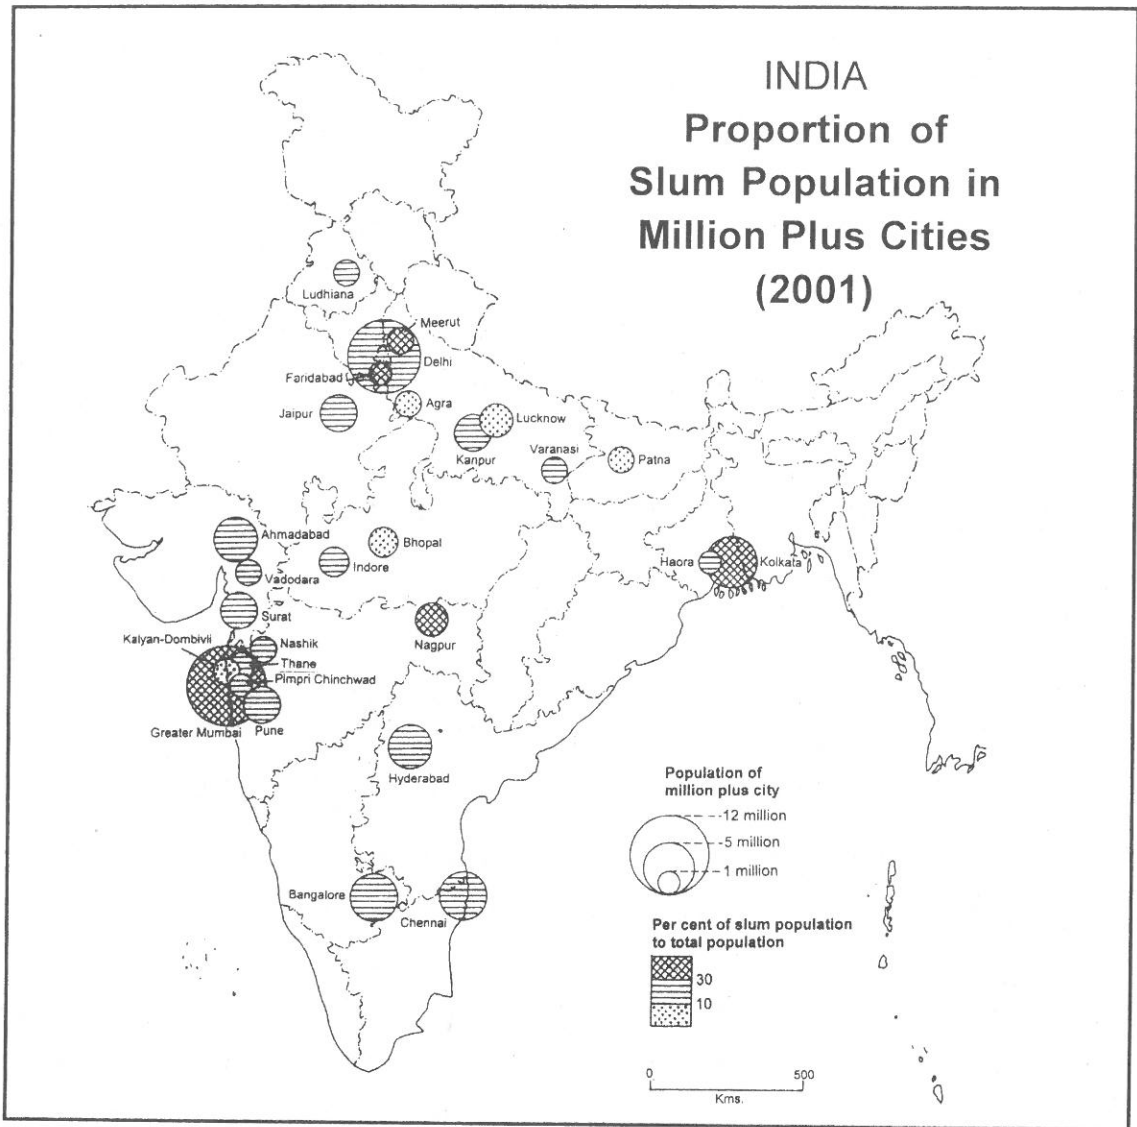 INDIA
Proportion of
Slum Population in
Million Plus Cities
(2001)
Ludhiana
Meerut
Delhi
Faridabad
Agra
Lucknow
Jaipur
Kanpur
Varanasi
Patna
Ahmadabad
Bhopal
Indore
Vadodara
Haora
Kolkata
Surat
Kalyan-Dombivli
Nashik
Nagpur
Thane
Pimpri Chinchwad
Greater Mumbai
Pune
Hyderabad
Bangalore
Chennai
Population of
million plus city
12 million
5 million
1 million
Per cent of slum population
to total population
30
10
0 500
Kms.